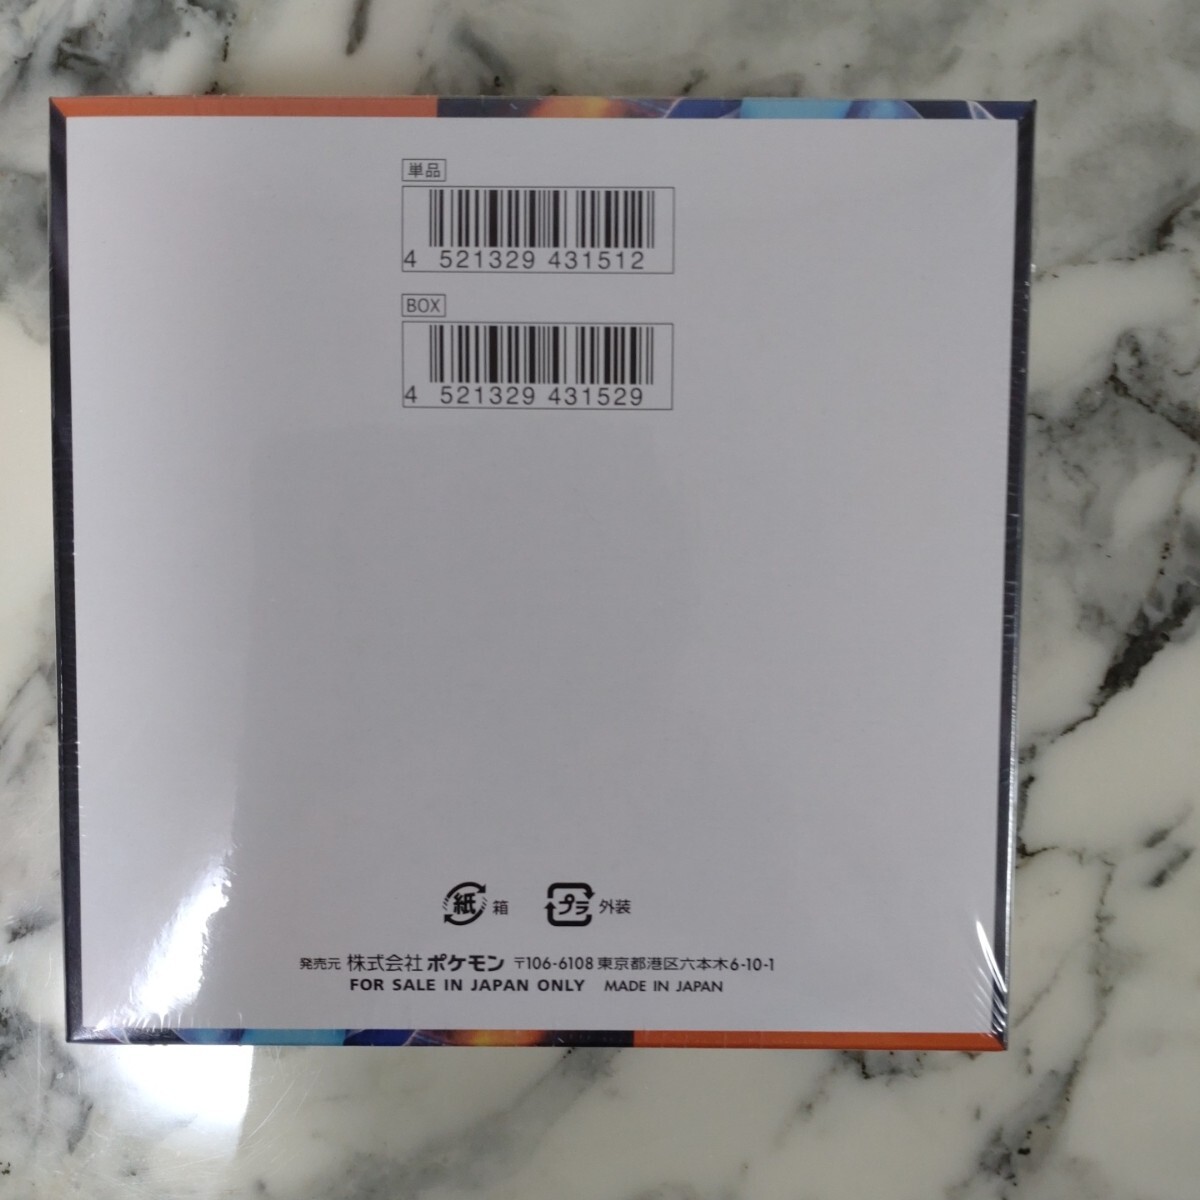 単品
4 521329 431512
BOX
4 521329 431529
紙 箱 プラ 外装
発売元 株式会社 ポケモン 〒106-6108 東京都港区六本木6-10-1
FOR SALE IN JAPAN ONLY MADE IN JAPAN